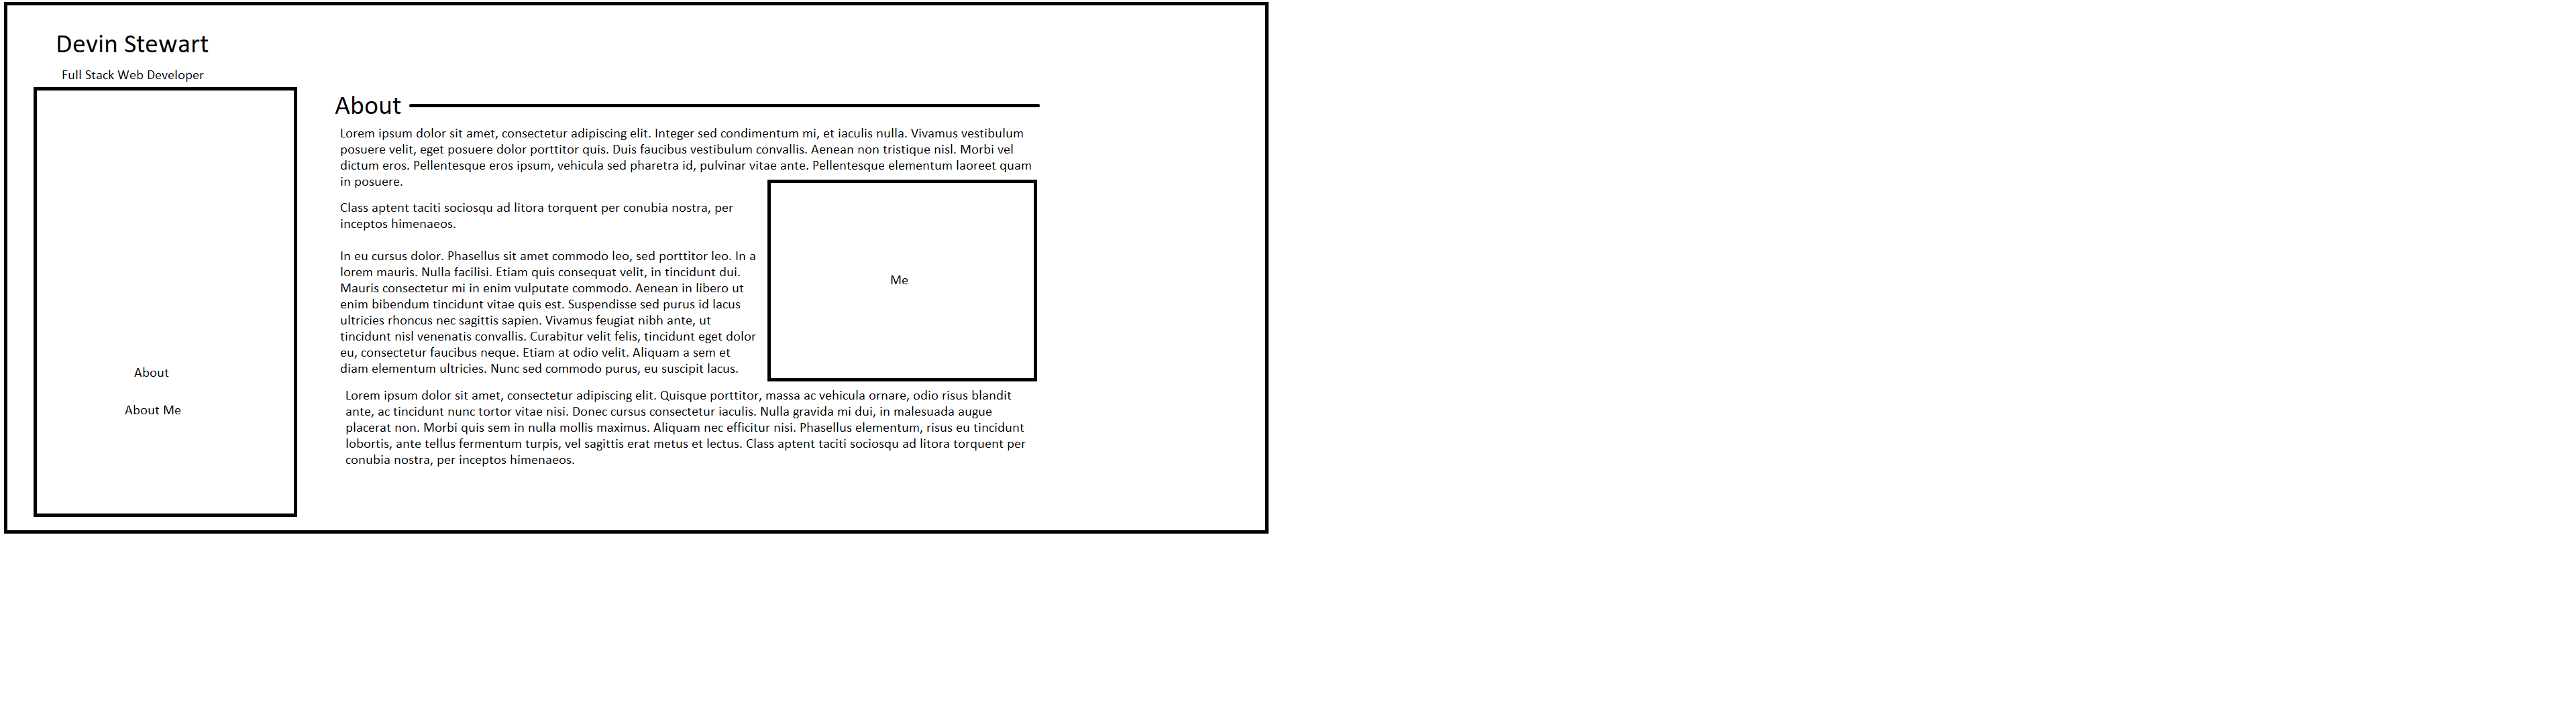 Devin Stewart
Full Stack Web Developer
About
About Me
About
Lorem ipsum dolor sit amet, consectetur adipiscing elit. Integer sed condimentum mi, et iaculis nulla. Vivamus vestibulum
posuere velit, eget posuere dolor porttitor quis. Duis faucibus vestibulum convallis. Aenean non tristique nisl. Morbi vel
dictum eros. Pellentesque eros ipsum, vehicula sed pharetra id, pulvinar vitae ante. Pellentesque elementum laoreet quam
in posuere.
Class aptent taciti sociosqu ad litora torquent per conubia nostra, per
inceptos himenaeos.
In eu cursus dolor. Phasellus sit amet commodo leo, sed porttitor leo. In a
lorem mauris. Nulla facilisi. Etiam quis consequat velit, in tincidunt dui.
Mauris consectetur mi in enim vulputate commodo. Aenean in libero ut
enim bibendum tincidunt vitae quis est. Suspendisse sed purus id lacus
ultricies rhoncus nec sagittis sapien. Vivamus feugiat nibh ante, ut
tincidunt nisl venenatis convallis. Curabitur velit felis, tincidunt eget dolor
eu, consectetur faucibus neque. Etiam at odio velit. Aliquam a sem et
diam elementum ultricies. Nunc sed commodo purus, eu suscipit lacus.
Me
Lorem ipsum dolor sit amet, consectetur adipiscing elit. Quisque porttitor, massa ac vehicula ornare, odio risus blandit
ante, ac tincidunt nunc tortor vitae nisi. Donec cursus consectetur iaculis. Nulla gravida mi dui, in malesuada augue
placerat non. Morbi quis sem in nulla mollis maximus. Aliquam nec efficitur nisi. Phasellus elementum, risus eu tincidunt
lobortis, ante tellus fermentum turpis, vel sagittis erat metus et lectus. Class aptent taciti sociosqu ad litora torquent per
conubia nostra, per inceptos himenaeos.